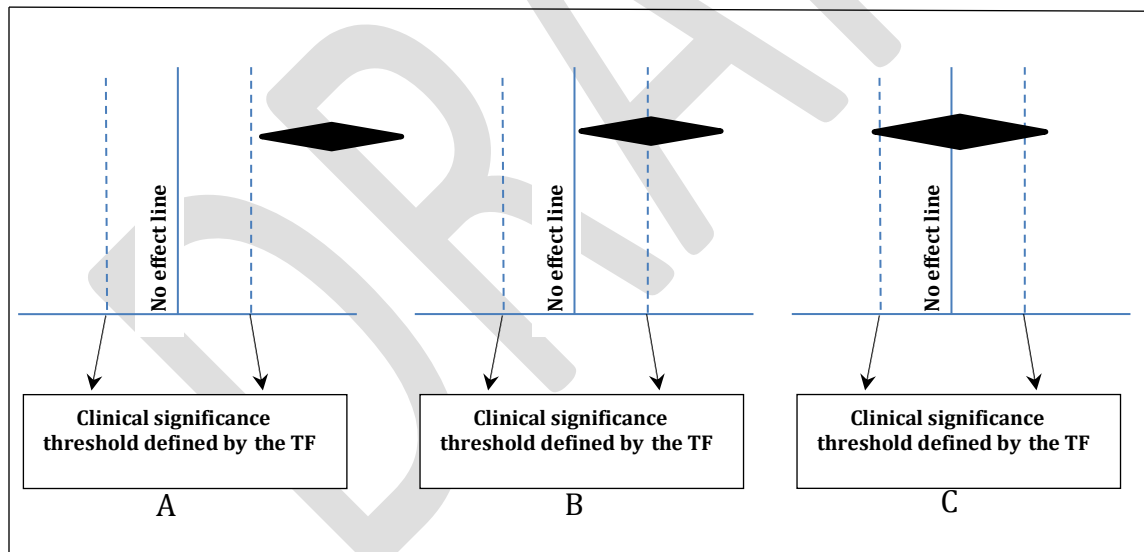 No effect line
No effect line
No effect line
Clinical significance
threshold defined by the TF
Clinical significance
threshold defined by the TF
Clinical significance
threshold defined by the TF
A
B
C
DRA